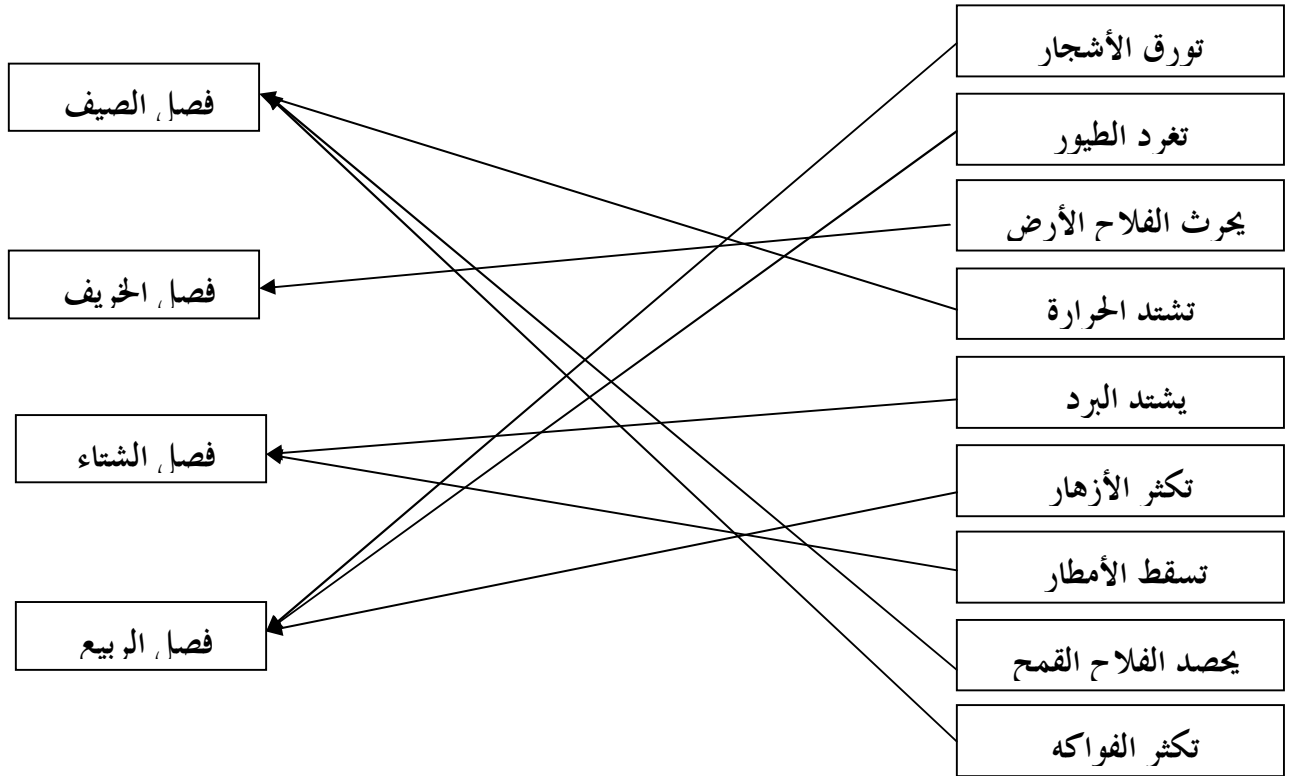 تورق الأشجار
تغرد الطيور
يحرث الفلاح الأرض
تشتد الحرارة
يشتد البرد
تكثر الأزهار
تسقط الأمطار
يحصد الفلاح القمح
تكثر الفواكه
فصل الصيف
فصل الخريف
فصل الشتاء
فصل الربيع